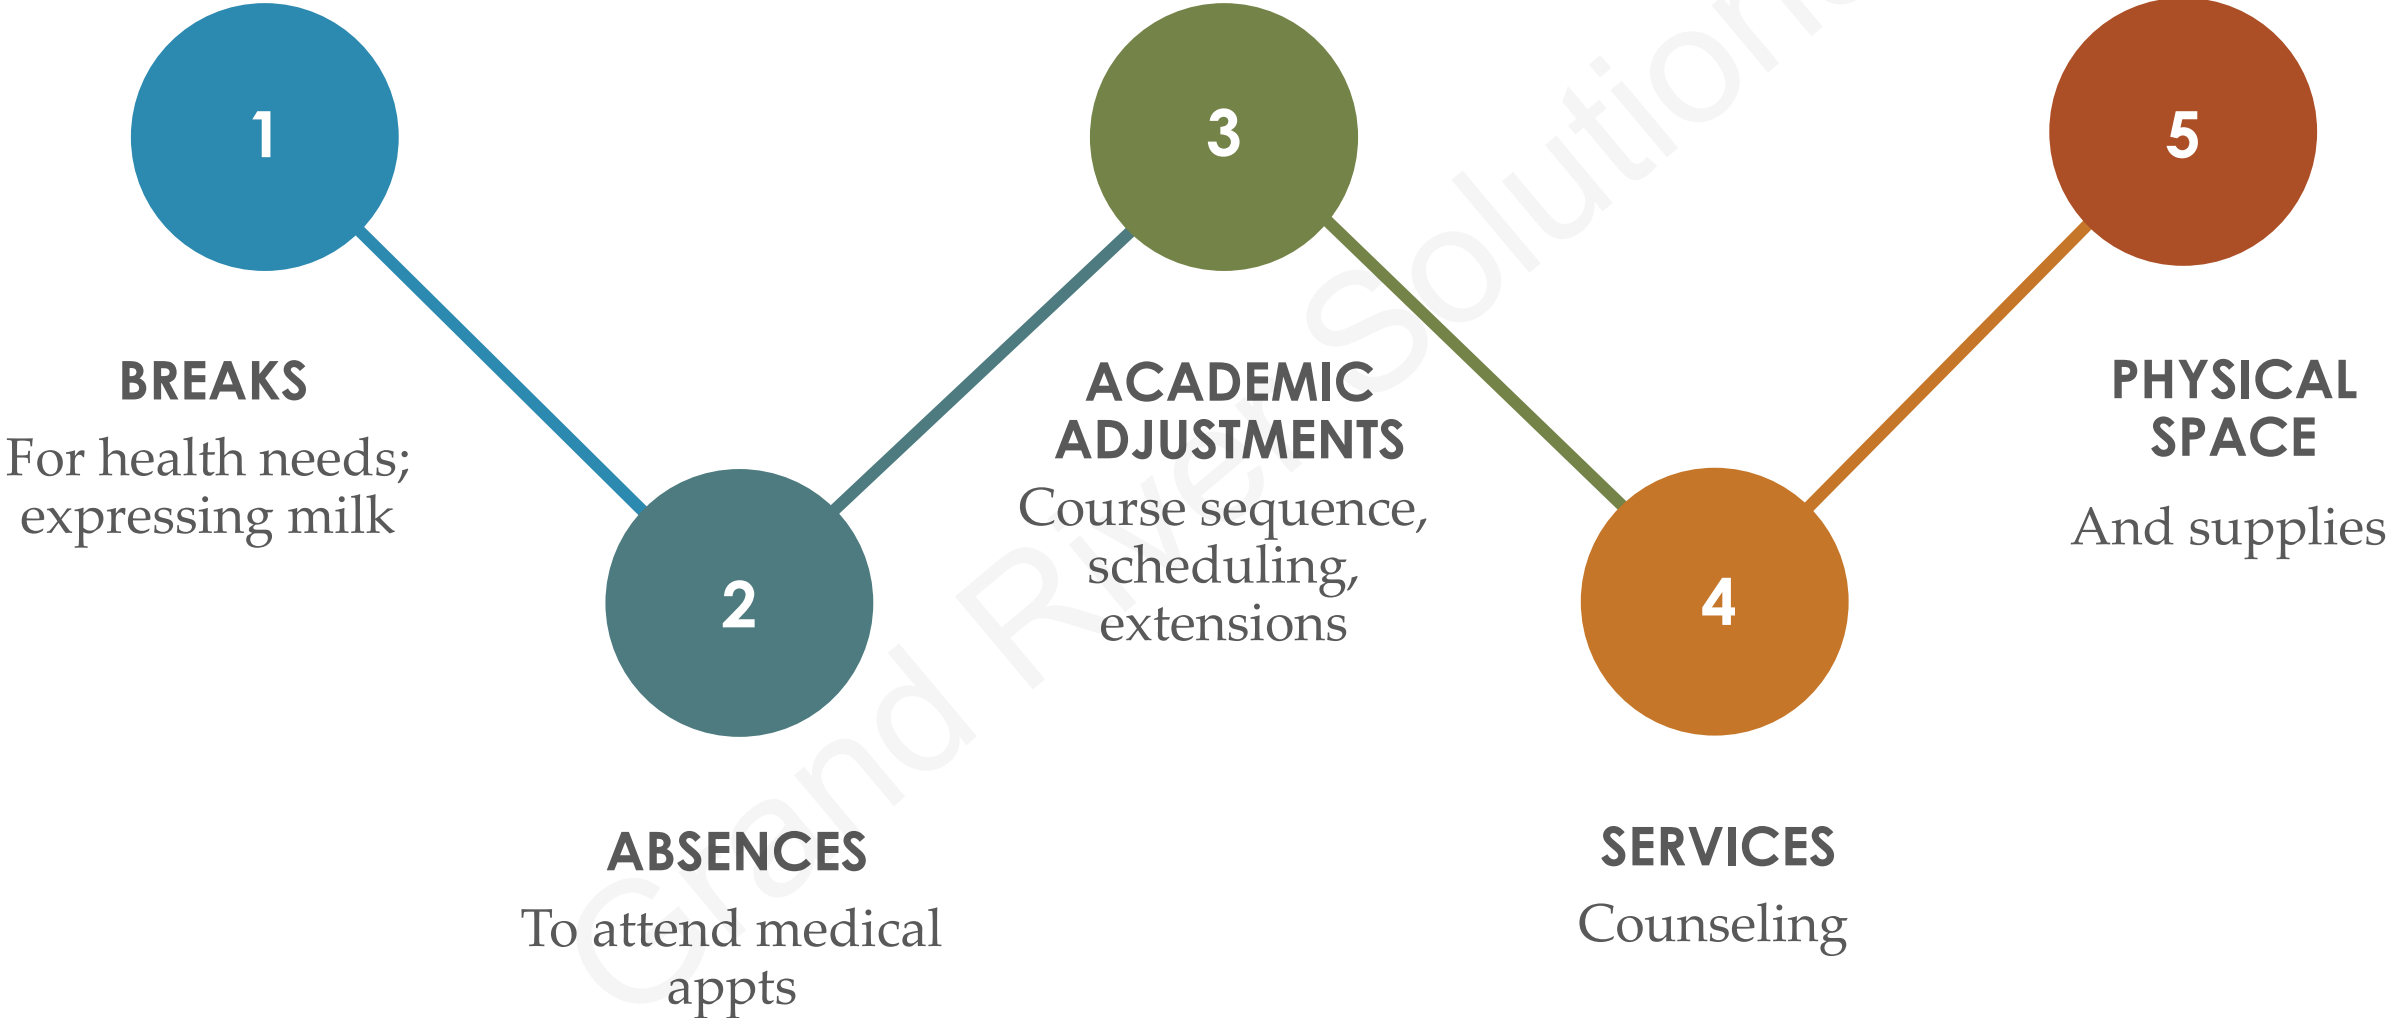 1
BREAKS
For health needs;
expressing milk
2
ABSENCES
To attend medical
appts
3
ACADEMIC
ADJUSTMENTS
Course sequence,
scheduling,
extensions
4
SERVICES
Counseling
5
PHYSICAL
SPACE
And supplies
Grand River Solutions